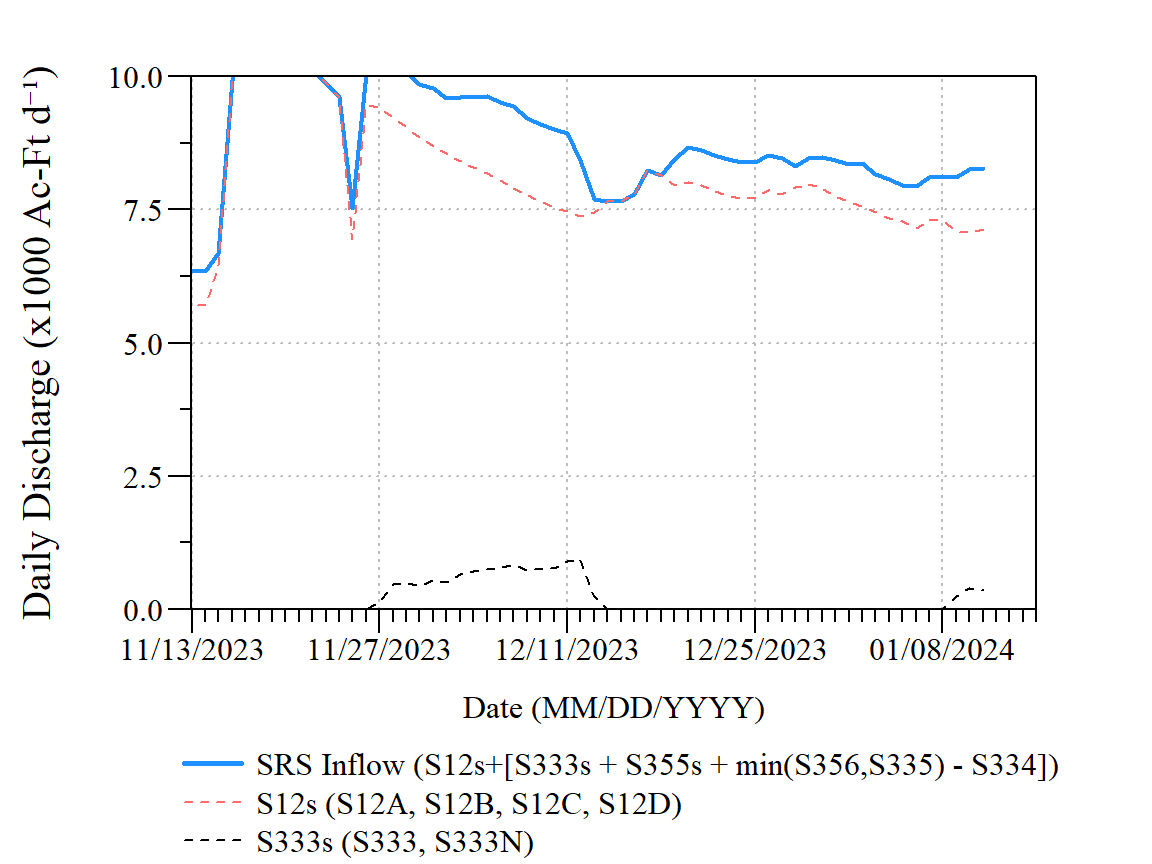 Daily Discharge (x1000 Ac-Ft d⁻¹)
10.0
7.5
5.0
2.5
0.0
11/13/2023 11/27/2023 12/11/2023 12/25/2023 01/08/2024
Date (MM/DD/YYYY)
SRS Inflow (S12s+[S333s + S355s + min(S356,S335) - S334])
S12s (S12A, S12B, S12C, S12D)
S333s (S333, S333N)